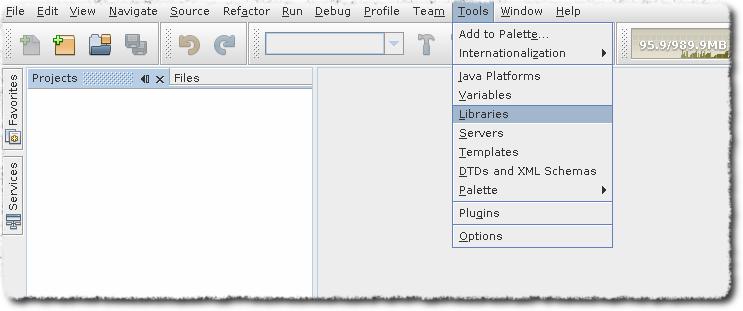 File Edit View Navigate Source Refactor Run Debug Profile Team Tools Window Help
Add to Palette...
Internationalization
95.9/989.9MB
Projects
Files
Java Platforms
Variables
Libraries
Servers
Templates
DTDs and XML Schemas
Palette
Plugins
Options
Favorites
Services